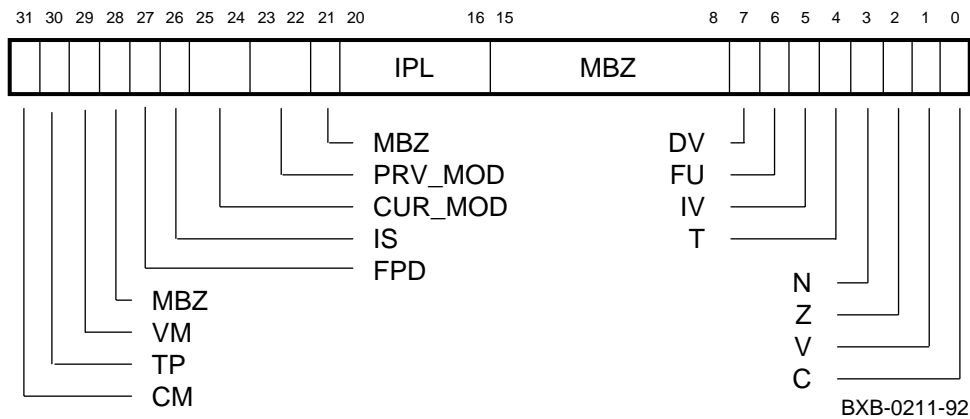 31 30 29 28 27 26 25 24 23 22 21 20 16 15 8 7 6 5 4 3 2 1 0
IPL MBZ
MBZ DV
PRV_MOD FU
CUR_MOD IV
IS T
FPD
N
MBZ
Z
VM
V
TP
C
CM
BXB-0211-92